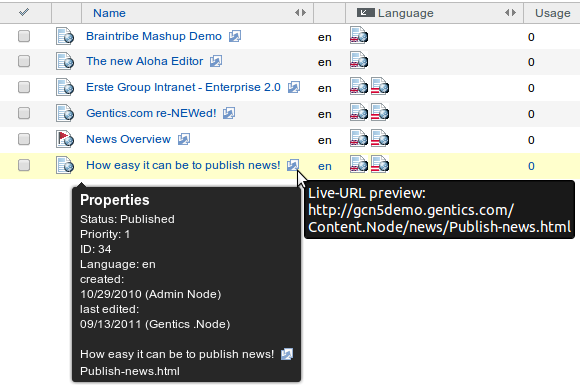 Name Language Usage
Braintribe Mashup Demo en 0
The new Aloha Editor en 0
Erste Group Intranet - Enterprise 2.0 en 0
Gentics.com re-NEWed! en 0
News Overview en 0
How easy it can be to publish news! en 0
Properties
Status: Published
Priority: 1
ID: 34
Language: en
created:
10/29/2010 (Admin Node)
last edited:
09/13/2011 (Gentics .Node)
How easy it can be to publish news!
Publish-news.html
Live-URL preview:
http://gcn5demo.gentics.com/
Content.Node/news/Publish-news.html